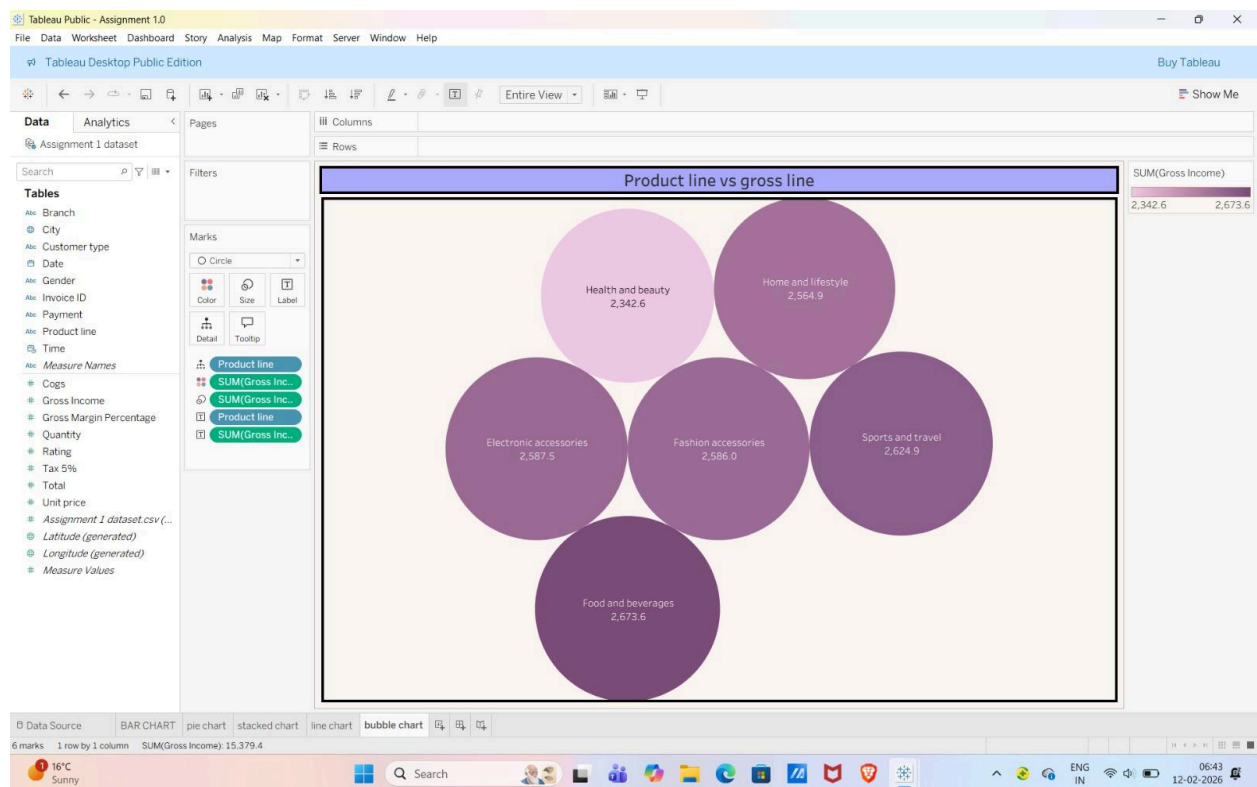 Tableau Public - Assignment 1.0
File Data Worksheet Dashboard Story Analysis Map Format Server Window Help
Tableau Desktop Public Edition
Buy Tableau
Entire View
Show Me
Data
Analytics
Assignment 1 dataset
Search
Tables
Abc Branch
City
Abc Customer type
Date
Abc Gender
Abc Invoice ID
Abc Payment
Abc Product line
Time
Abc Measure Names
# Cogs
# Gross Income
# Gross Margin Percentage
# Quantity
# Rating
# Tax 5%
# Total
# Unit price
# Assignment 1 dataset.csv (...
Latitude (generated)
Longitude (generated)
# Measure Values
Pages
Filters
Marks
Circle
Color
Size
Label
Detail
Tooltip
Product line
SUM(Gross Inc..
SUM(Gross Inc..
Product line
SUM(Gross Inc..
Columns
Rows
Product line vs gross line
Health and beauty
2,342.6
Home and lifestyle
2,564.9
Electronic accessories
2,587.5
Fashion accessories
2,586.0
Sports and travel
2,624.9
Food and beverages
2,673.6
SUM(Gross Income)
2,342.6
2,673.6
Data Source
BAR CHART
pie chart
stacked chart
line chart
bubble chart
6 marks 1 row by 1 column SUM(Gross Income): 15,379.4
1
16°C
Sunny
Search
ENG
IN
06:43
12-02-2026